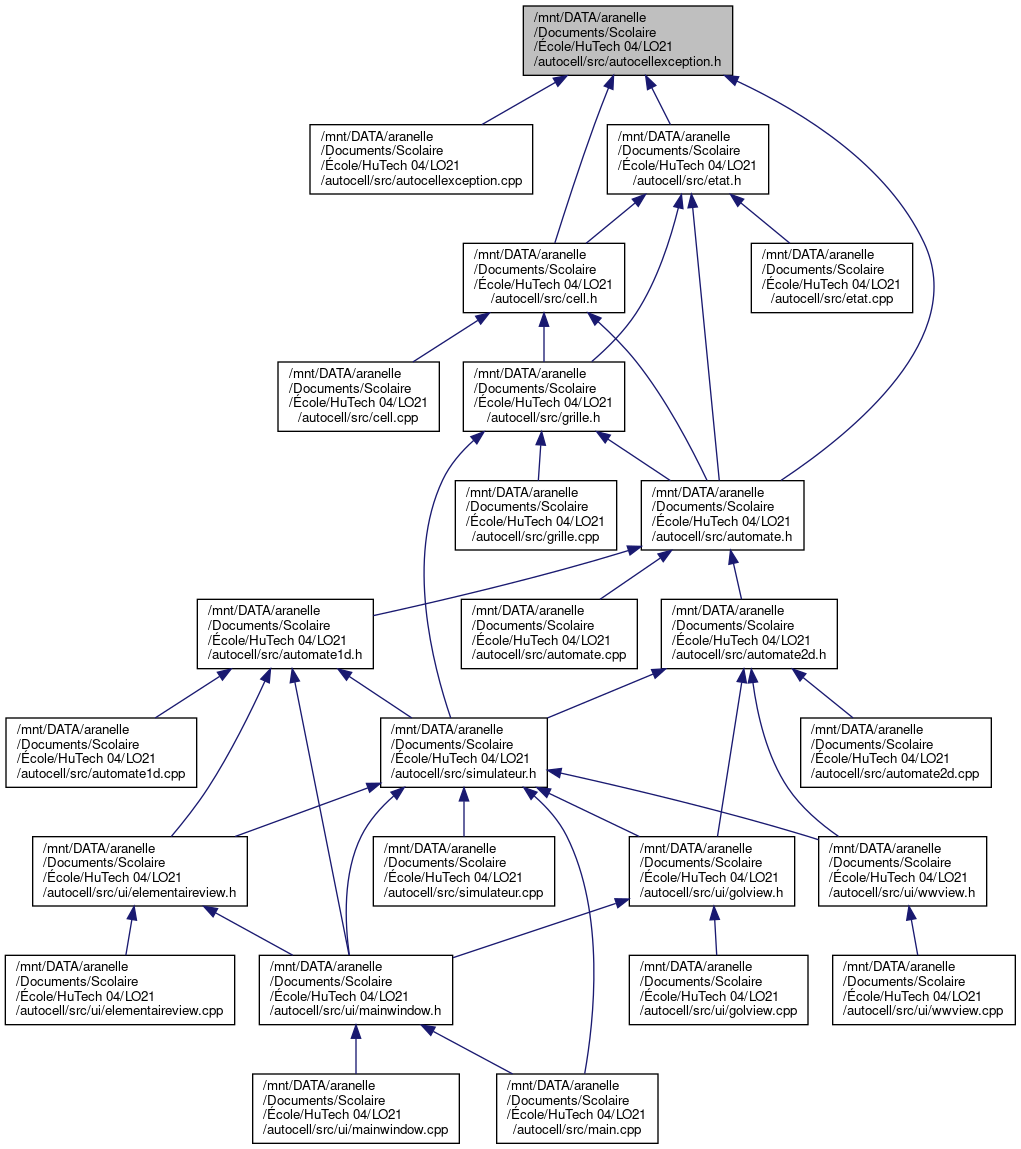 /mnt/DATA/aranelle
/Documents/Scolaire
/École/HuTech 04/LO21
/autocell/src/autocellexception.h
/mnt/DATA/aranelle
/Documents/Scolaire
/École/HuTech 04/LO21
/autocell/src/autocellexception.cpp
/mnt/DATA/aranelle
/Documents/Scolaire
/École/HuTech 04/LO21
/autocell/src/etat.h
/mnt/DATA/aranelle
/Documents/Scolaire
/École/HuTech 04/LO21
/autocell/src/cell.h
/mnt/DATA/aranelle
/Documents/Scolaire
/École/HuTech 04/LO21
/autocell/src/etat.cpp
/mnt/DATA/aranelle
/Documents/Scolaire
/École/HuTech 04/LO21
/autocell/src/cell.cpp
/mnt/DATA/aranelle
/Documents/Scolaire
/École/HuTech 04/LO21
/autocell/src/grille.h
/mnt/DATA/aranelle
/Documents/Scolaire
/École/HuTech 04/LO21
/autocell/src/grille.cpp
/mnt/DATA/aranelle
/Documents/Scolaire
/École/HuTech 04/LO21
/autocell/src/automate.h
/mnt/DATA/aranelle
/Documents/Scolaire
/École/HuTech 04/LO21
/autocell/src/automate1d.h
/mnt/DATA/aranelle
/Documents/Scolaire
/École/HuTech 04/LO21
/autocell/src/automate.cpp
/mnt/DATA/aranelle
/Documents/Scolaire
/École/HuTech 04/LO21
/autocell/src/automate2d.h
/mnt/DATA/aranelle
/Documents/Scolaire
/École/HuTech 04/LO21
/autocell/src/automate1d.cpp
/mnt/DATA/aranelle
/Documents/Scolaire
/École/HuTech 04/LO21
/autocell/src/simulateur.h
/mnt/DATA/aranelle
/Documents/Scolaire
/École/HuTech 04/LO21
/autocell/src/automate2d.cpp
/mnt/DATA/aranelle
/Documents/Scolaire
/École/HuTech 04/LO21
/autocell/src/ui/elementaireview.h
/mnt/DATA/aranelle
/Documents/Scolaire
/École/HuTech 04/LO21
/autocell/src/simulateur.cpp
/mnt/DATA/aranelle
/Documents/Scolaire
/École/HuTech 04/LO21
/autocell/src/ui/golview.h
/mnt/DATA/aranelle
/Documents/Scolaire
/École/HuTech 04/LO21
/autocell/src/ui/wwview.h
/mnt/DATA/aranelle
/Documents/Scolaire
/École/HuTech 04/LO21
/autocell/src/ui/elementaireview.cpp
/mnt/DATA/aranelle
/Documents/Scolaire
/École/HuTech 04/LO21
/autocell/src/ui/mainwindow.h
/mnt/DATA/aranelle
/Documents/Scolaire
/École/HuTech 04/LO21
/autocell/src/ui/golview.cpp
/mnt/DATA/aranelle
/Documents/Scolaire
/École/HuTech 04/LO21
/autocell/src/ui/wwview.cpp
/mnt/DATA/aranelle
/Documents/Scolaire
/École/HuTech 04/LO21
/autocell/src/ui/mainwindow.cpp
/mnt/DATA/aranelle
/Documents/Scolaire
/École/HuTech 04/LO21
/autocell/src/main.cpp